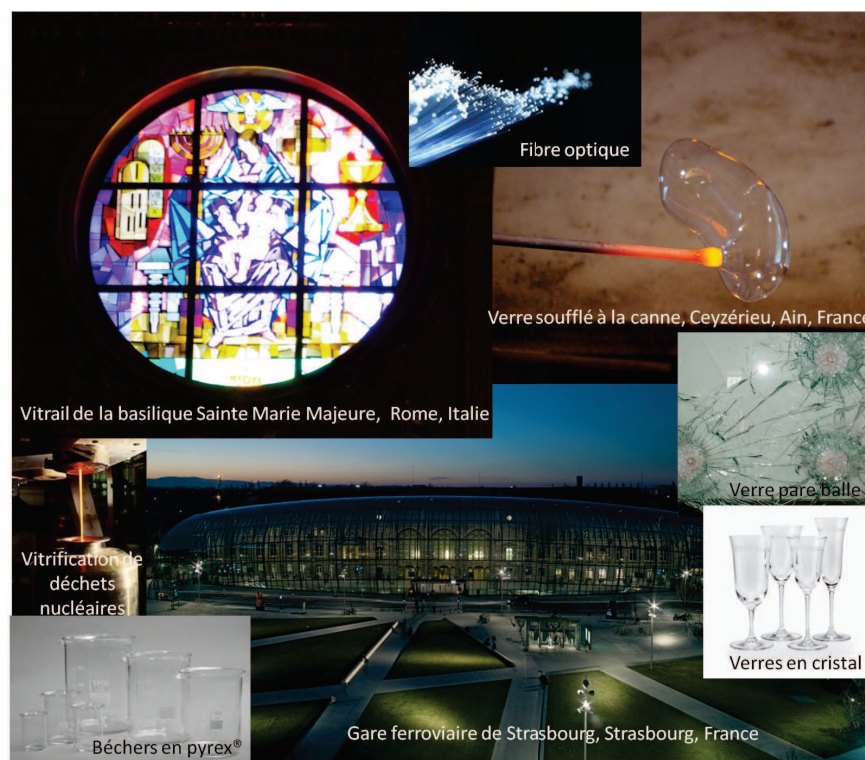 Fibre optique
Verre soufflé à la canne, Ceyzérieu, Ain, France
Vitrail de la basilique Sainte Marie Majeure, Rome, Italie
SION
Verre pare balle
Vitrification de
déchets
nucléaires
Verres en cristal
Béchers en pyrex®
Gare ferroviaire de Strasbourg, Strasbourg, France